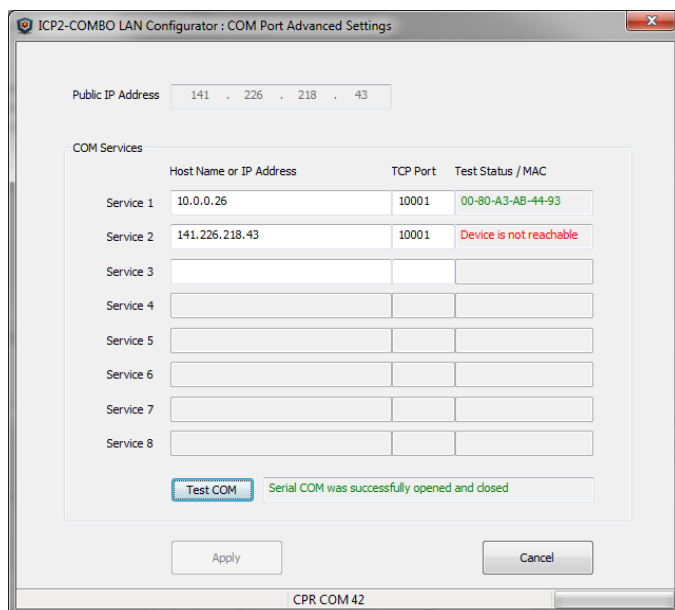 ICP2-COMBO LAN Configurator : COM Port Advanced Settings
Public IP Address 141 . 226 . 218 . 43
COM Services
Host Name or IP Address TCP Port Test Status / MAC
Service 1 10.0.0.26 10001 00-80-A3-AB-44-93
Service 2 141.226.218.43 10001 Device is not reachable
Service 3
Service 4
Service 5
Service 6
Service 7
Service 8
Test COM Serial COM was successfully opened and closed
Apply Cancel
CPR COM 42